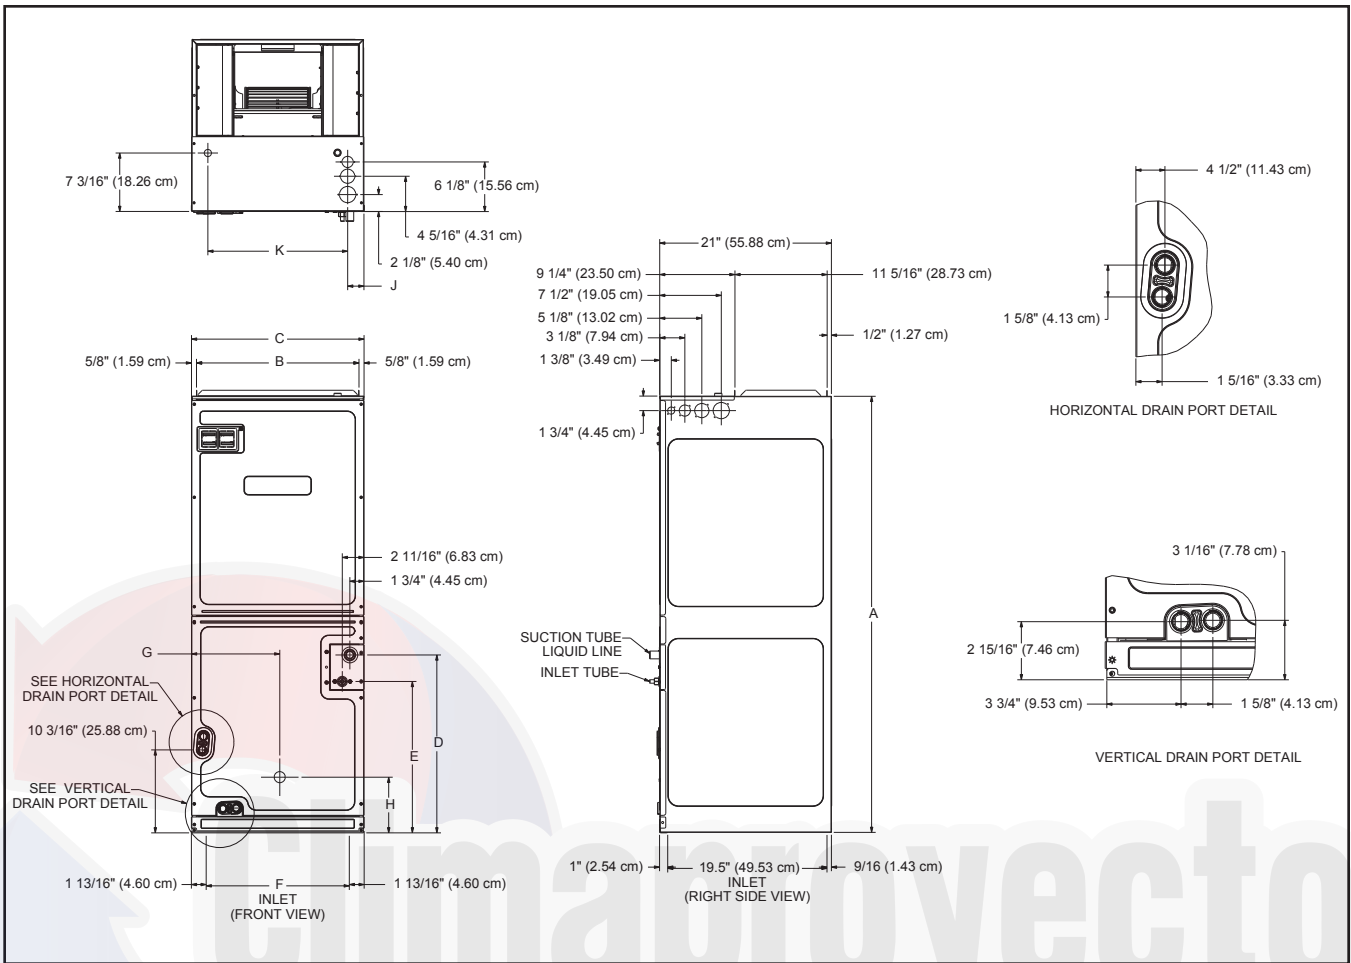 7 3/16" (18.26 cm)
6 1/8" (15.56 cm)
4 5/16" (4.31 cm)
2 1/8" (5.40 cm)
K
J
C
B
5/8" (1.59 cm)
5/8" (1.59 cm)
2 11/16" (6.83 cm)
1 3/4" (4.45 cm)
G
SEE HORIZONTAL
DRAIN PORT DETAIL
10 3/16" (25.88 cm)
SEE VERTICAL
DRAIN PORT DETAIL
D
E
H
1 13/16" (4.60 cm)
F
1 13/16" (4.60 cm)
INLET
(FRONT VIEW)
21" (55.88 cm)
9 1/4" (23.50 cm)
11 5/16" (28.73 cm)
7 1/2" (19.05 cm)
5 1/8" (13.02 cm)
1/2" (1.27 cm)
3 1/8" (7.94 cm)
1 3/8" (3.49 cm)
1 3/4" (4.45 cm)
A
SUCTION TUBE
LIQUID LINE
INLET TUBE
1" (2.54 cm)
19.5" (49.53 cm)
9/16 (1.43 cm)
INLET
(RIGHT SIDE VIEW)
4 1/2" (11.43 cm)
1 5/8" (4.13 cm)
1 5/16" (3.33 cm)
HORIZONTAL DRAIN PORT DETAIL
3 1/16" (7.78 cm)
2 15/16" (7.46 cm)
3 3/4" (9.53 cm)
1 5/8" (4.13 cm)
VERTICAL DRAIN PORT DETAIL
Climaproyecto